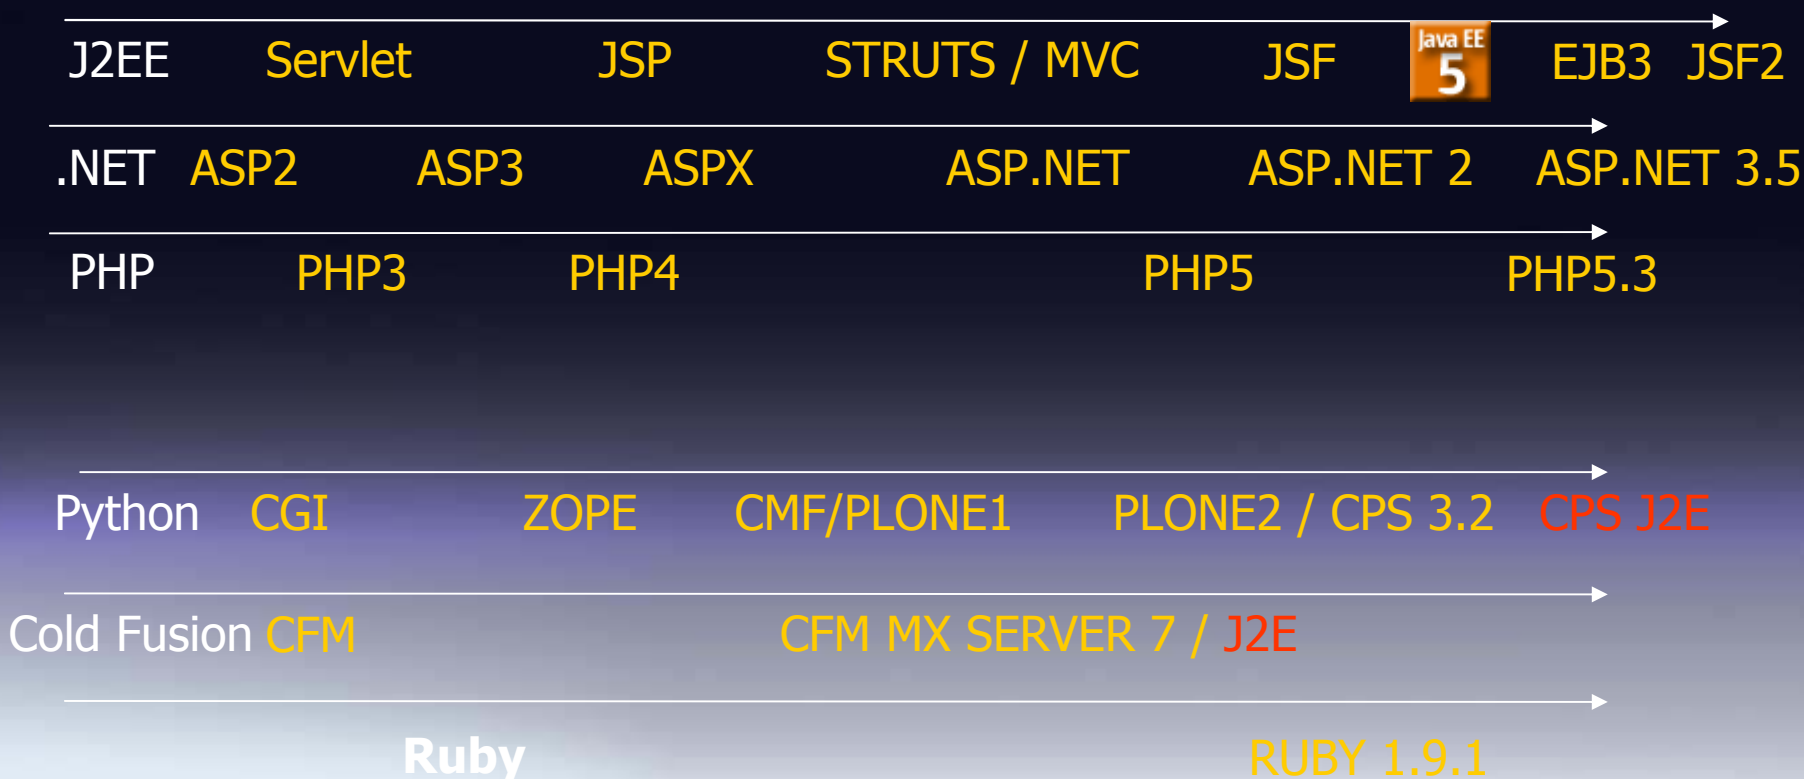 J2EE Servlet JSP STRUTS / MVC JSF Java EE 5 EJB3 JSF2
.NET ASP2 ASP3 ASPX ASP.NET ASP.NET 2 ASP.NET 3.5
PHP PHP3 PHP4 PHP5 PHP5.3
Python CGI ZOPE CMF/PLONE1 PLONE2 / CPS 3.2 CPS J2E
Cold Fusion CFM CFM MX SERVER 7 / J2E
Ruby RUBY 1.9.1